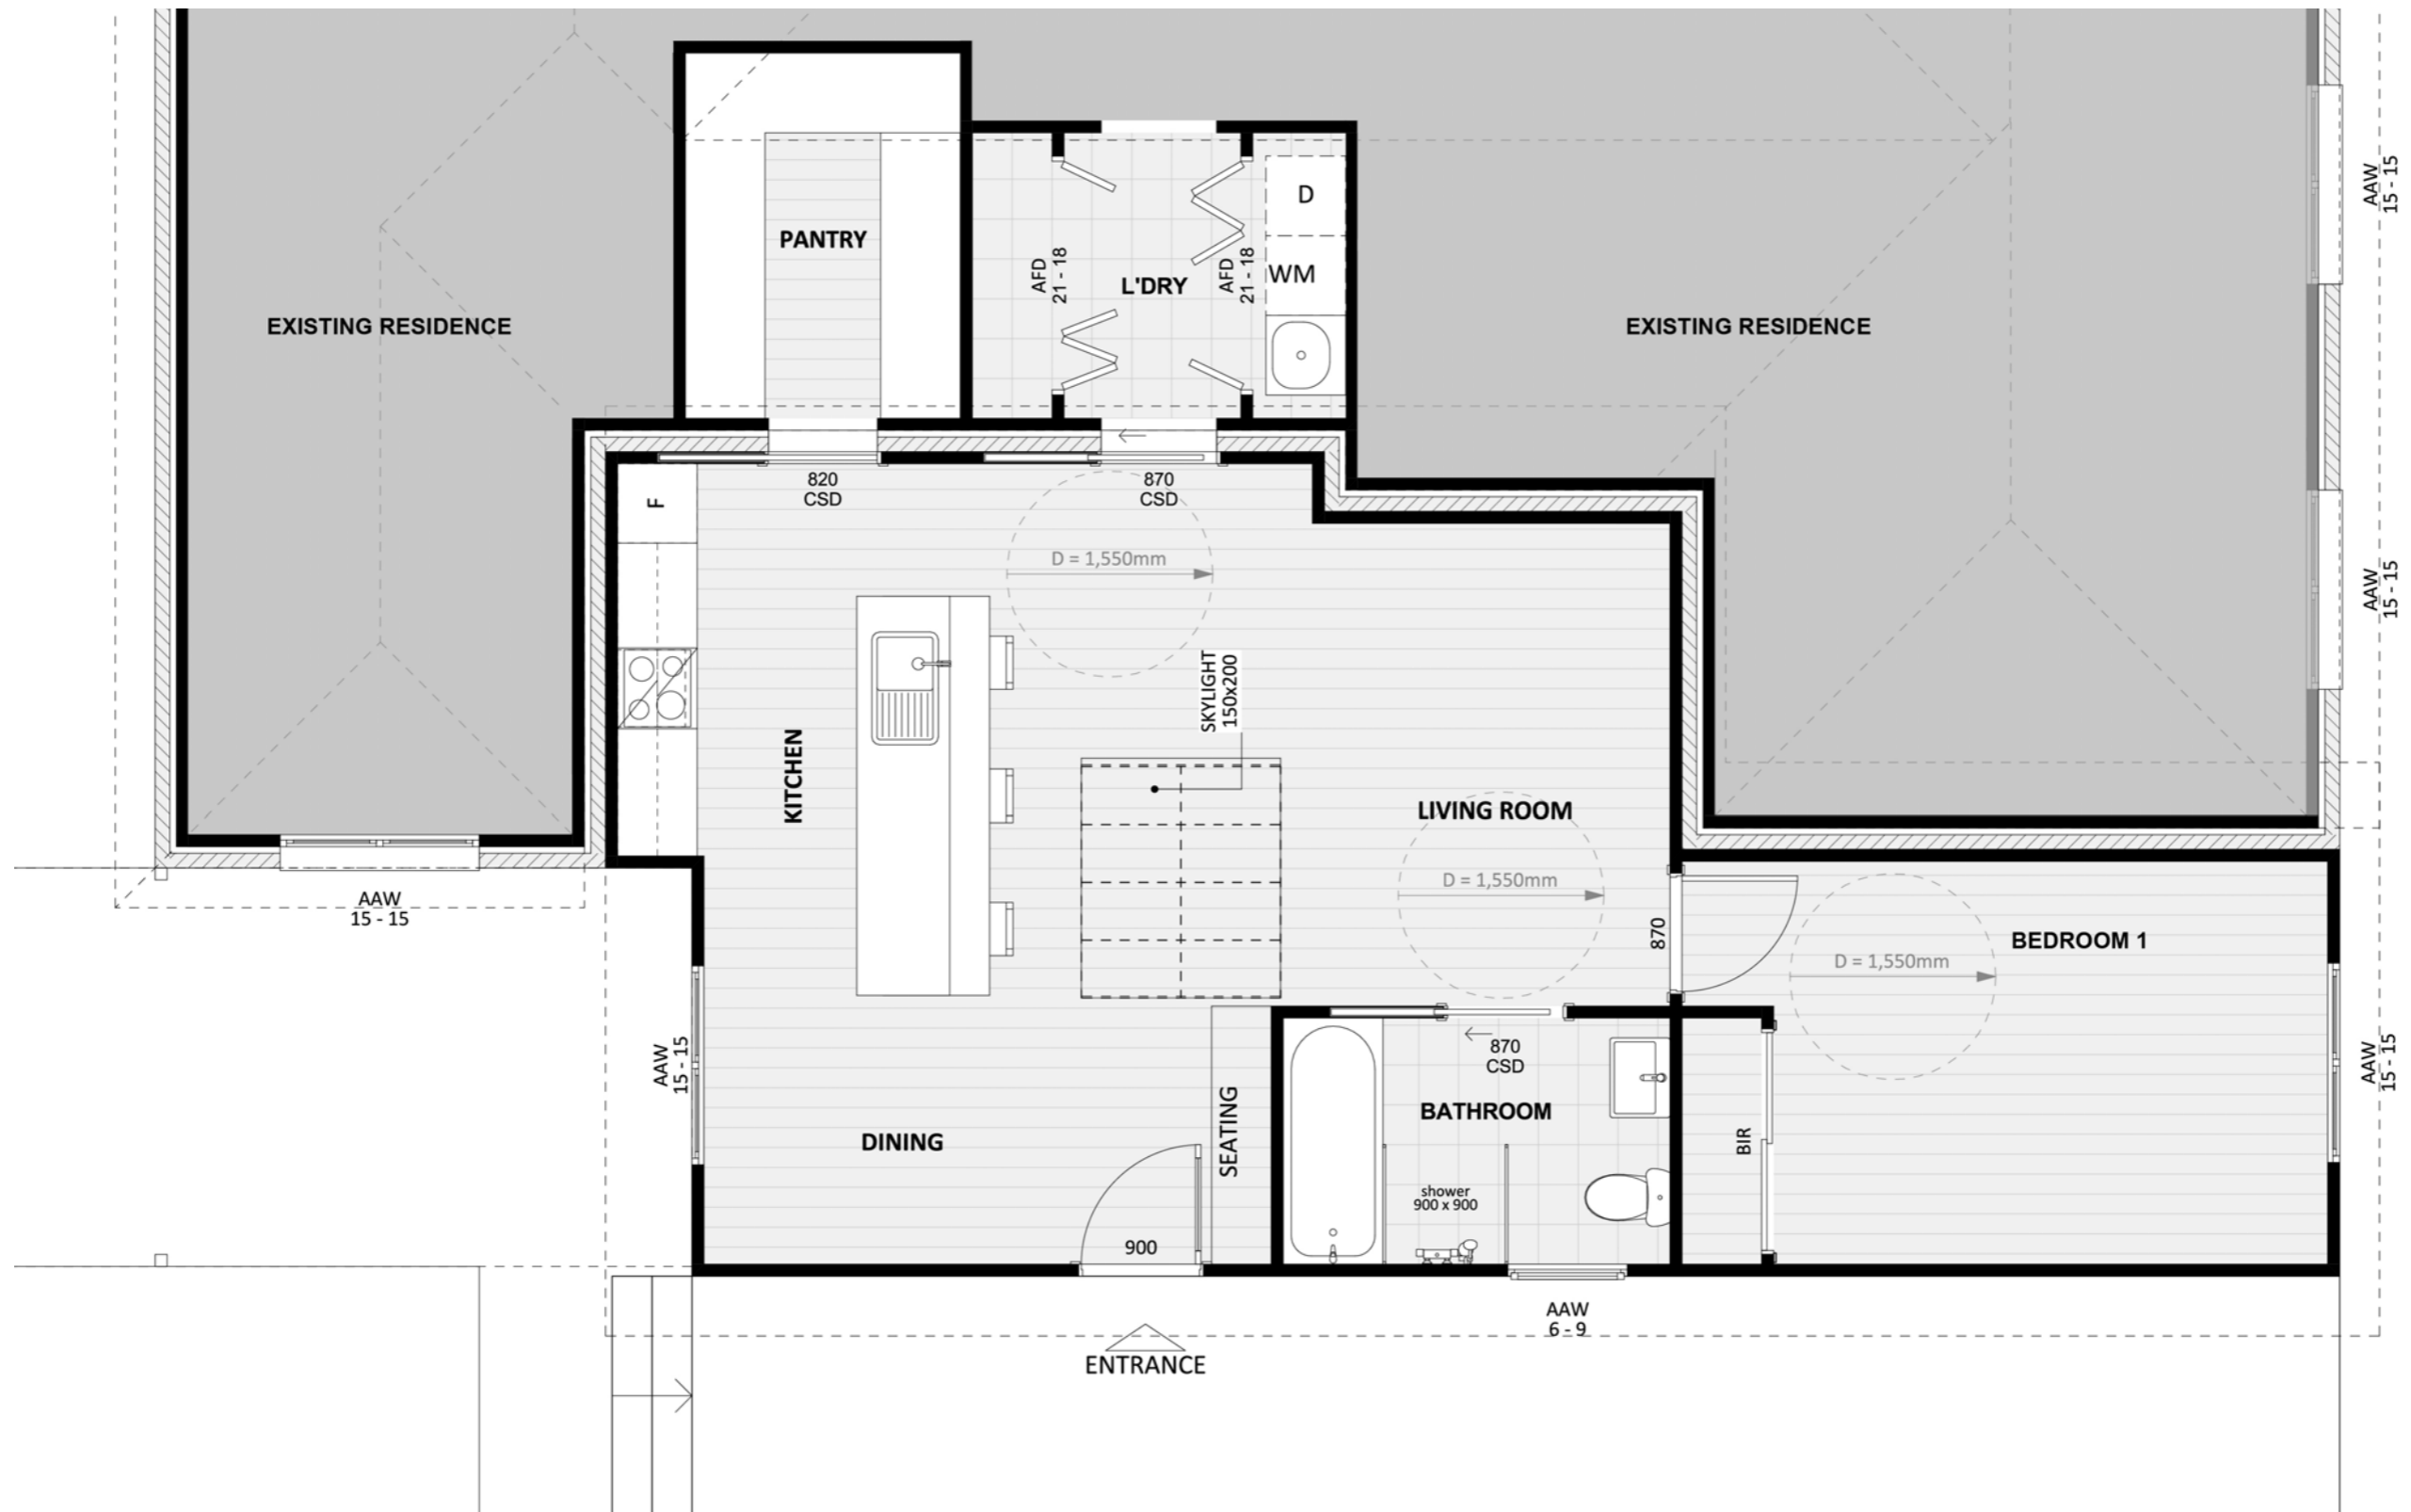 D
AAW
15 - 15
PANTRY
AFD
21 - 18
L'DRY
AFD
21 - 18
WM
EXISTING RESIDENCE
EXISTING RESIDENCE
820
CSD
870
CSD
F
D = 1,550mm
AAW
15 - 15
SKYLIGHT
150x200
KITCHEN
LIVING ROOM
D = 1,550mm
AAW
15 - 15
870
BEDROOM 1
D = 1,550mm
AAW
15 - 15
870
CSD
AAW
15 - 15
BATHROOM
SEATING
DINING
BIR
shower
900 x 900
900
AAW
6 - 9
ENTRANCE